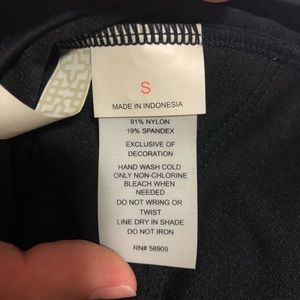 S
MADE IN INDONESIA
81% NYLON
19% SPANDEX
EXCLUSIVE OF
DECORATION
HAND WASH COLD
ONLY NON-CHLORINE
BLEACH WHEN
NEEDED
DO NOT WRING OR
TWIST
LINE DRY IN SHADE
DO NOT IRON
RN# 58909